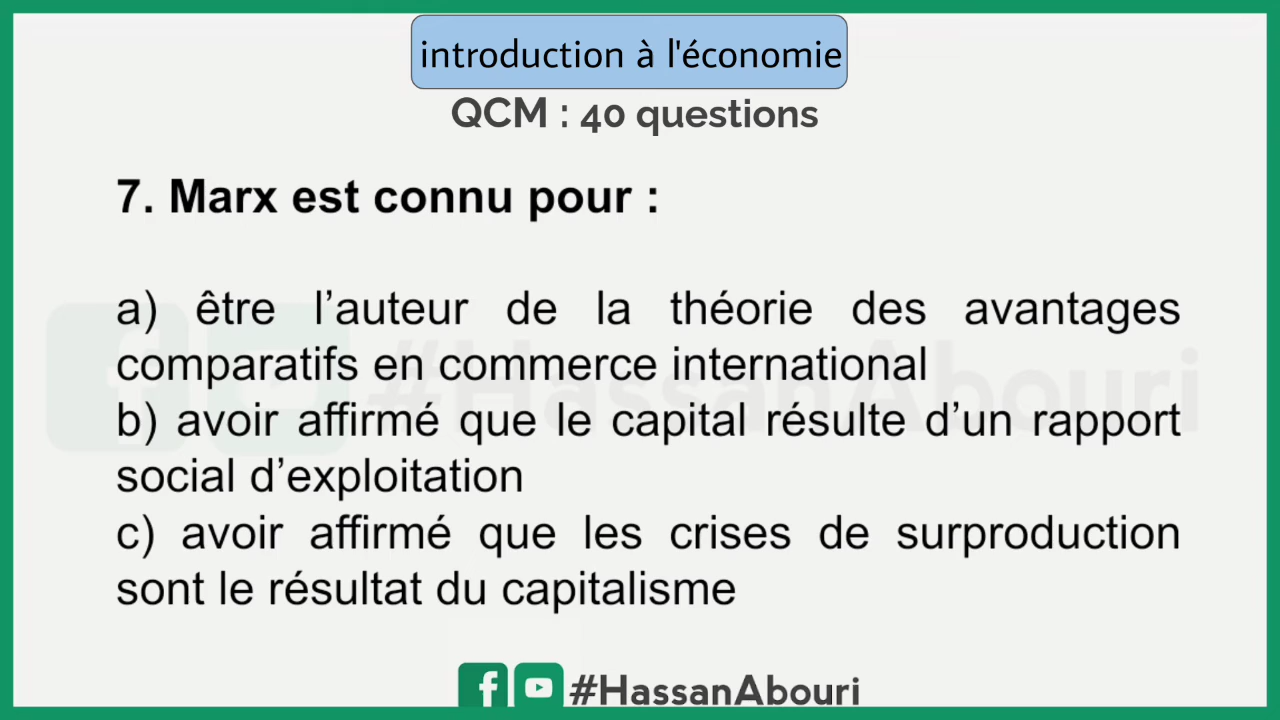 introduction à l'économie
QCM : 40 questions
7. Marx est connu pour :
a) être l’auteur de la théorie des avantages
comparatifs en commerce international
b) avoir affirmé que le capital résulte d’un rapport
social d’exploitation
c) avoir affirmé que les crises de surproduction
sont le résultat du capitalisme
#HassanAbouri
#HassanAbouri